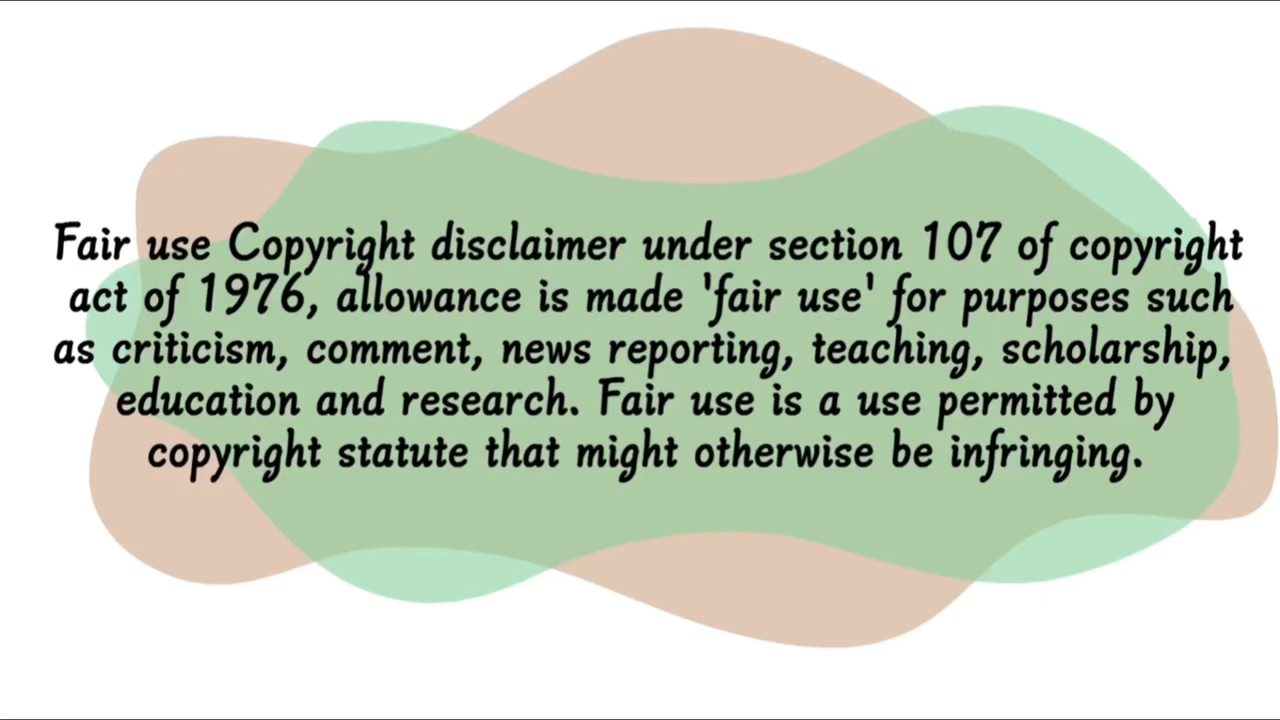 Fair use Copyright disclaimer under section 107 of copyright
act of 1976, allowance is made 'fair use' for purposes such
as criticism, comment, news reporting, teaching, scholarship,
education and research. Fair use is a use permitted by
copyright statute that might otherwise be infringing.